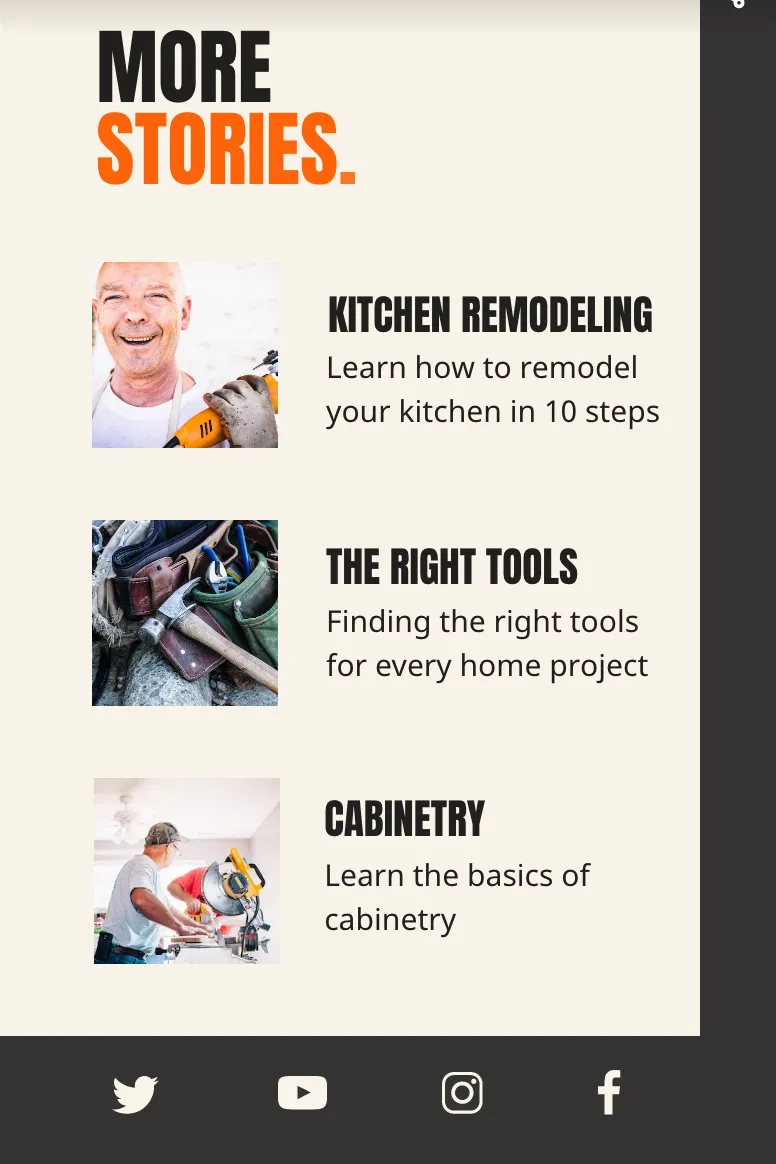 MORE
STORIES.
KITCHEN REMODELING
Learn how to remodel
your kitchen in 10 steps
THE RIGHT TOOLS
Finding the right tools
for every home project
CABINETRY
Learn the basics of
cabinetry